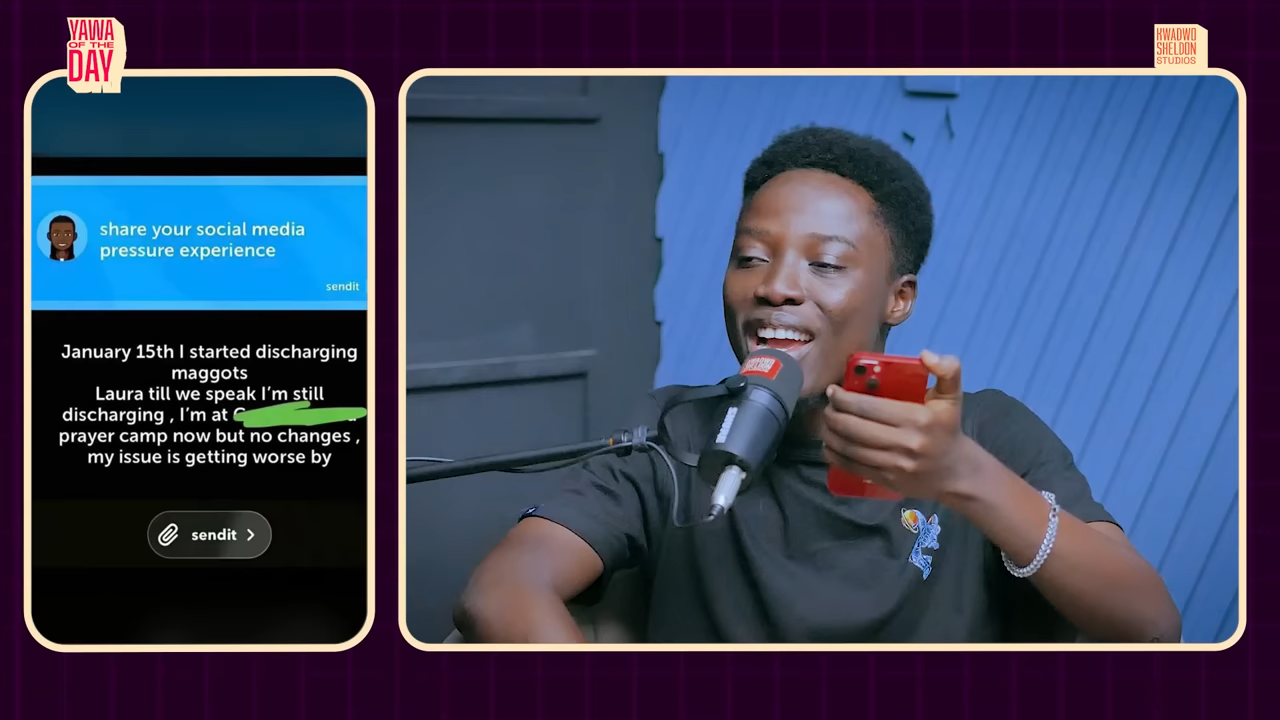 YAWA
OF THE
DAY
KWADWO
SHELDON
STUDIOS
share your social media
pressure experience
sendit
January 15th I started discharging
maggots
Laura till we speak I'm still
discharging , I'm at
prayer camp now but no changes ,
my issue is getting worse by
sendit
KWADWO
SHELDON